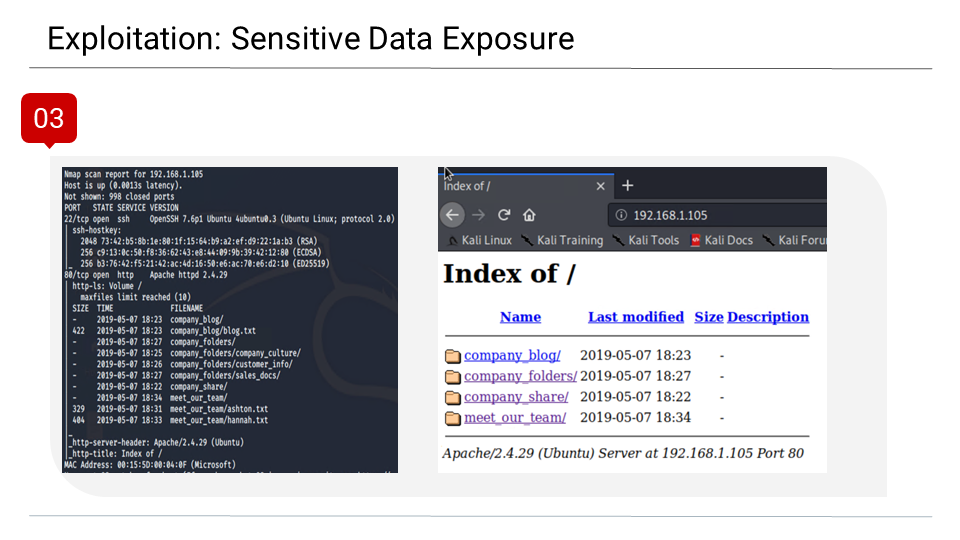 Exploitation: Sensitive Data Exposure
03
Nmap scan report for 192.168.1.105
Host is up (0.0013s latency).
Not shown: 998 closed ports
PORT   STATE SERVICE VERSION
22/tcp open  ssh     OpenSSH 7.6p1 Ubuntu 4ubuntu0.3 (Ubuntu Linux; protocol 2.0)
| ssh-hostkey:
|   2048 73:42:b5:8b:1e:80:1f:15:64:b9:a2:ef:d9:22:1a:b3 (RSA)
|   256 c9:13:0c:50:f8:36:62:43:e8:44:09:9b:39:42:12:80 (ECDSA)
|_  256 b3:76:42:f5:21:42:ac:4d:16:50:e6:ac:70:e6:d2:10 (ED25519)
80/tcp open  http    Apache httpd 2.4.29
| http-ls: Volume /
|   maxfiles limit reached (10)
| SIZE  TIME              FILENAME
| -     2019-05-07 18:23  company_blog/
| 422   2019-05-07 18:23  company_blog/blog.txt
| -     2019-05-07 18:27  company_folders/
| -     2019-05-07 18:25  company_folders/company_culture/
| -     2019-05-07 18:26  company_folders/customer_info/
| -     2019-05-07 18:27  company_folders/sales_docs/
| -     2019-05-07 18:22  company_share/
| -     2019-05-07 18:34  meet_our_team/
| 329   2019-05-07 18:31  meet_our_team/ashton.txt
| 404   2019-05-07 18:33  meet_our_team/hannah.txt
|_
|_http-server-header: Apache/2.4.29 (Ubuntu)
|_http-title: Index of /
MAC Address: 00:15:5D:00:04:0F (Microsoft)
Index of /
192.168.1.105
Kali Linux Kali Training Kali Tools Kali Docs Kali Foru
Index of /
Name Last modified Size Description
company_blog/ 2019-05-07 18:23 -
company_folders/ 2019-05-07 18:27 -
company_share/ 2019-05-07 18:22 -
meet_our_team/ 2019-05-07 18:34 -
Apache/2.4.29 (Ubuntu) Server at 192.168.1.105 Port 80